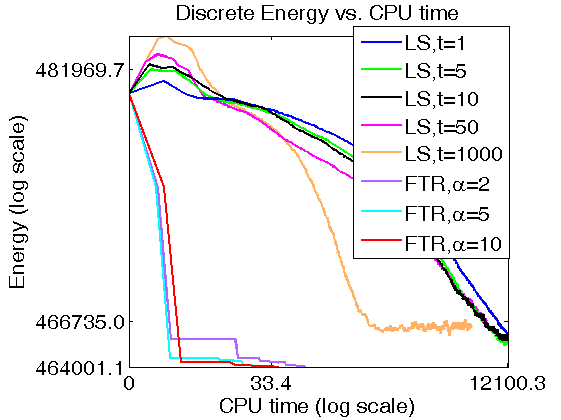 Discrete Energy vs. CPU time
Energy (log scale)
481969.7
466735.0
464001.1
LS,t=1
LS,t=5
LS,t=10
LS,t=50
LS,t=1000
FTR,α=2
FTR,α=5
FTR,α=10
0
33.4
12100.3
CPU time (log scale)